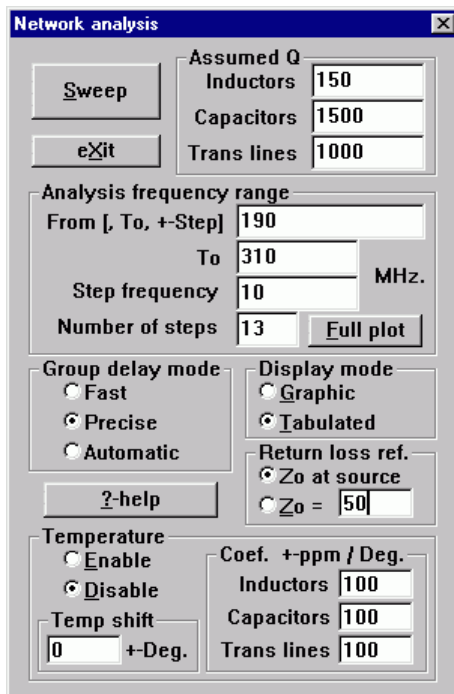 Network analysis
Sweep
eXit
Assumed Q
Inductors 150
Capacitors 1500
Trans lines 1000
Analysis frequency range
From [, To, +-Step] 190
To 310
Step frequency 10
MHz.
Number of steps 13
Full plot
Group delay mode
Fast
Precise
Automatic
Display mode
Graphic
Tabulated
Return loss ref.
Zo at source
Zo = 50
?-help
Temperature
Enable
Disable
Temp shift
0 +-Deg.
Coef. +-ppm / Deg.
Inductors 100
Capacitors 100
Trans lines 100